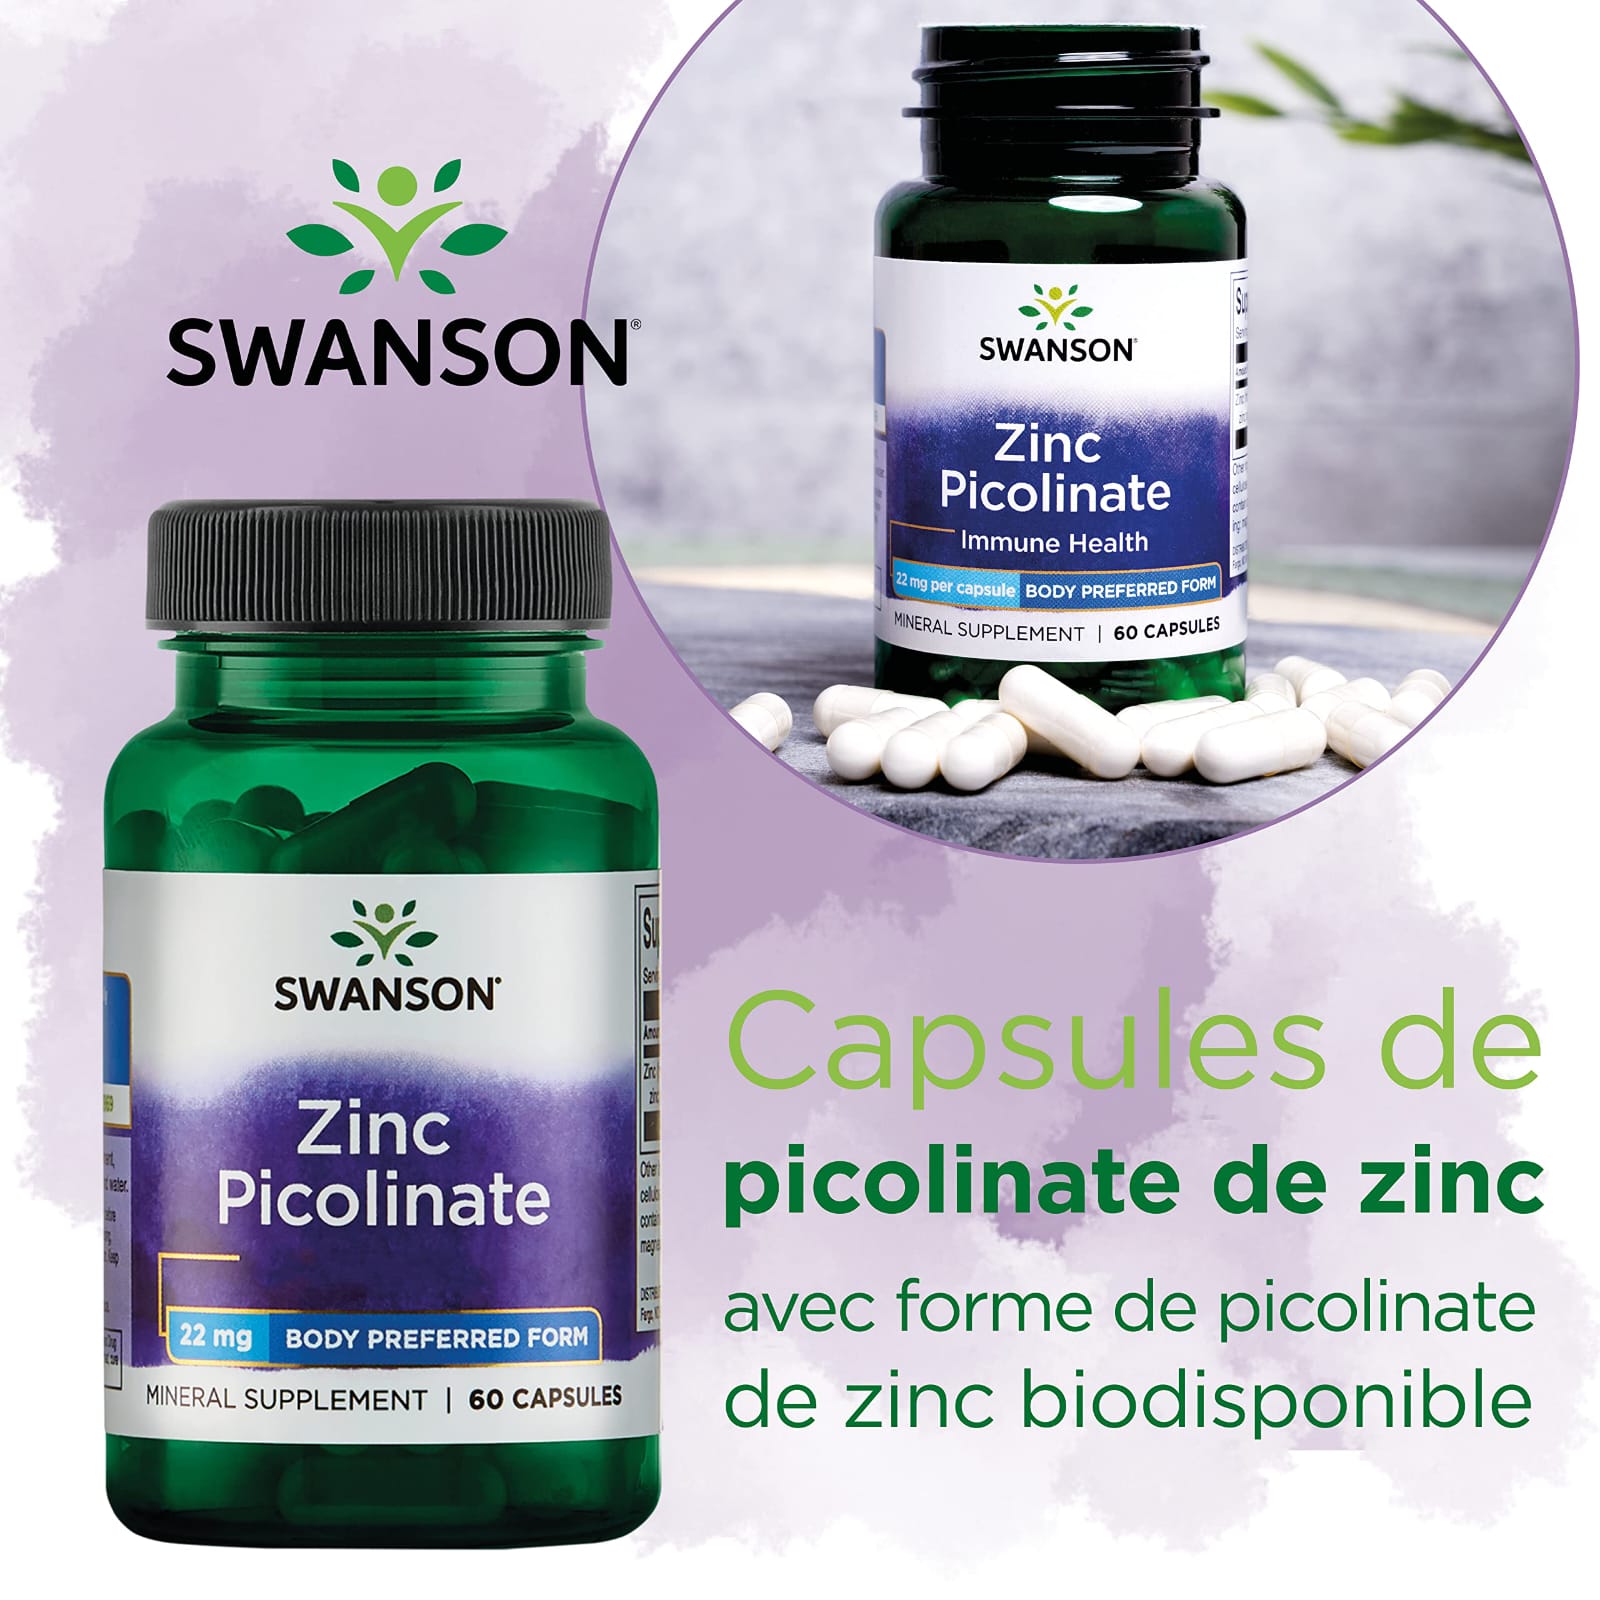 SWANSON®
SWANSON
Zinc
Picolinate
Immune Health
22 mg per capsule BODY PREFERRED FORM
MINERAL SUPPLEMENT | 60 CAPSULES
SWANSON
Zinc
Picolinate
22 mg BODY PREFERRED FORM
MINERAL SUPPLEMENT | 60 CAPSULES
Capsules de
picolinate de zinc
avec forme de picolinate
de zinc biodisponible